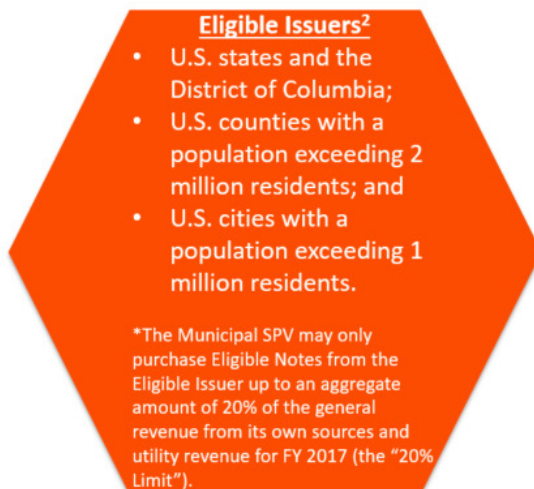 Eligible Issuers²
• U.S. states and the
District of Columbia;
• U.S. counties with a
population exceeding 2
million residents; and
• U.S. cities with a
population exceeding 1
million residents.
*The Municipal SPV may only
purchase Eligible Notes from the
Eligible Issuer up to an aggregate
amount of 20% of the general
revenue from its own sources and
utility revenue for FY 2017 (the “20%
Limit”).